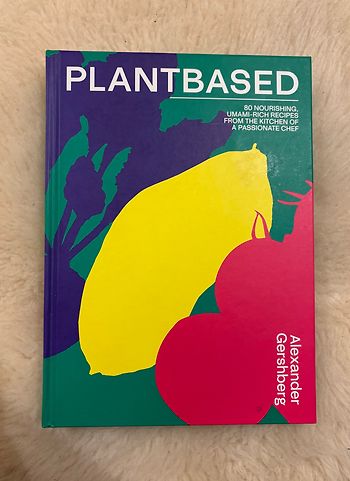 PLANTBASED
80 NOURISHING,
UMAMI-RICH RECIPES
FROM THE KITCHEN OF
A PASSIONATE CHEF
Alexander
Gershberg